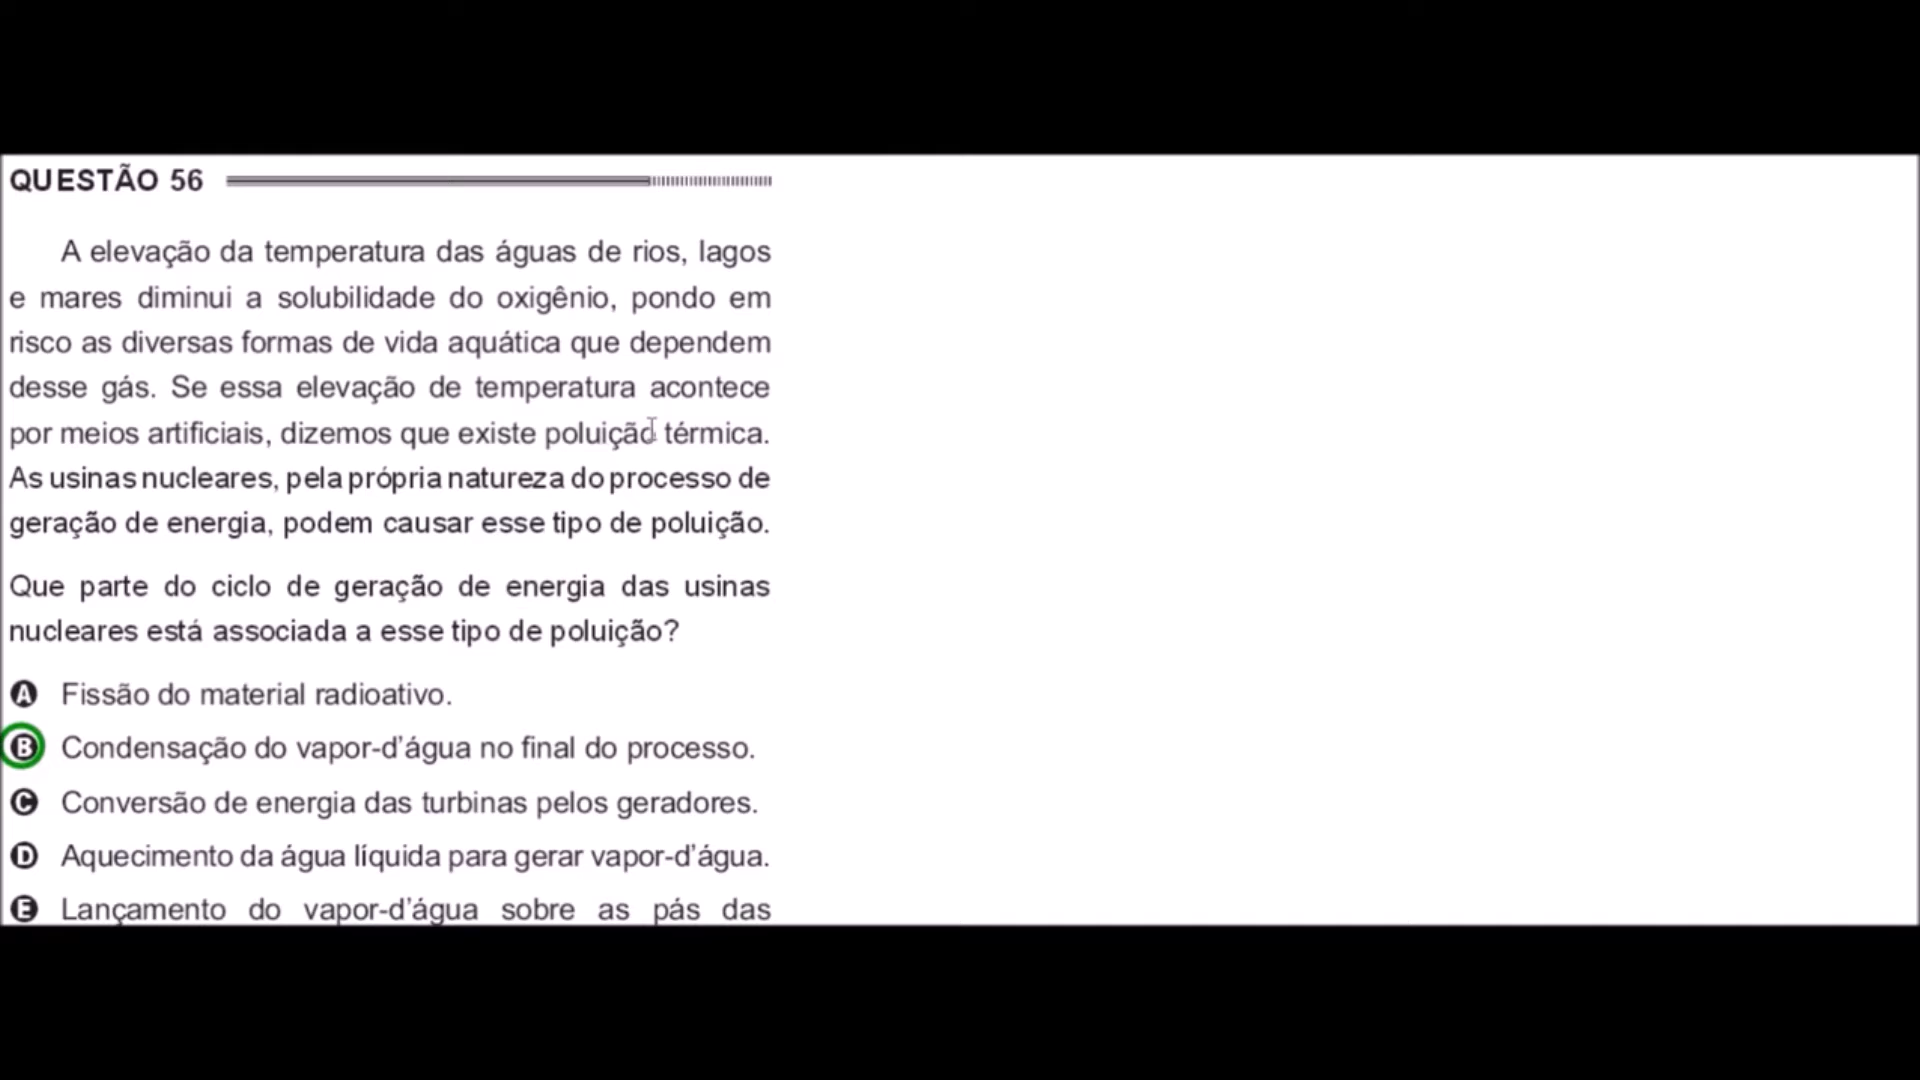 QUESTÃO 56
A elevação da temperatura das águas de rios, lagos
e mares diminui a solubilidade do oxigênio, pondo em
risco as diversas formas de vida aquática que dependem
desse gás. Se essa elevação de temperatura acontece
por meios artificiais, dizemos que existe poluição térmica.
As usinas nucleares, pela própria natureza do processo de
geração de energia, podem causar esse tipo de poluição.
Que parte do ciclo de geração de energia das usinas
nucleares está associada a esse tipo de poluição?
A Fissão do material radioativo.
B Condensação do vapor-d’água no final do processo.
C Conversão de energia das turbinas pelos geradores.
D Aquecimento da água líquida para gerar vapor-d’água.
E Lançamento do vapor-d’água sobre as pás das